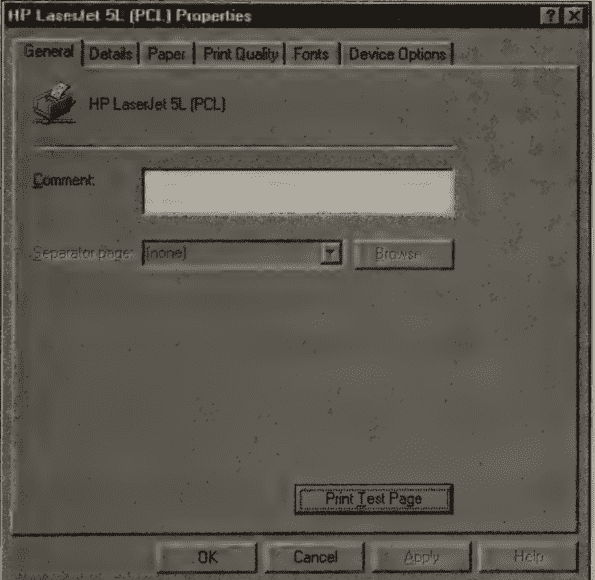 HP LaserJet 5L (PCL) Properties
General Details Paper Print Quality Fonts Device Options
HP LaserJet 5L (PCL)
Comment:
Separator page: (none) Browse...
Print Test Page
OK Cancel Apply Help